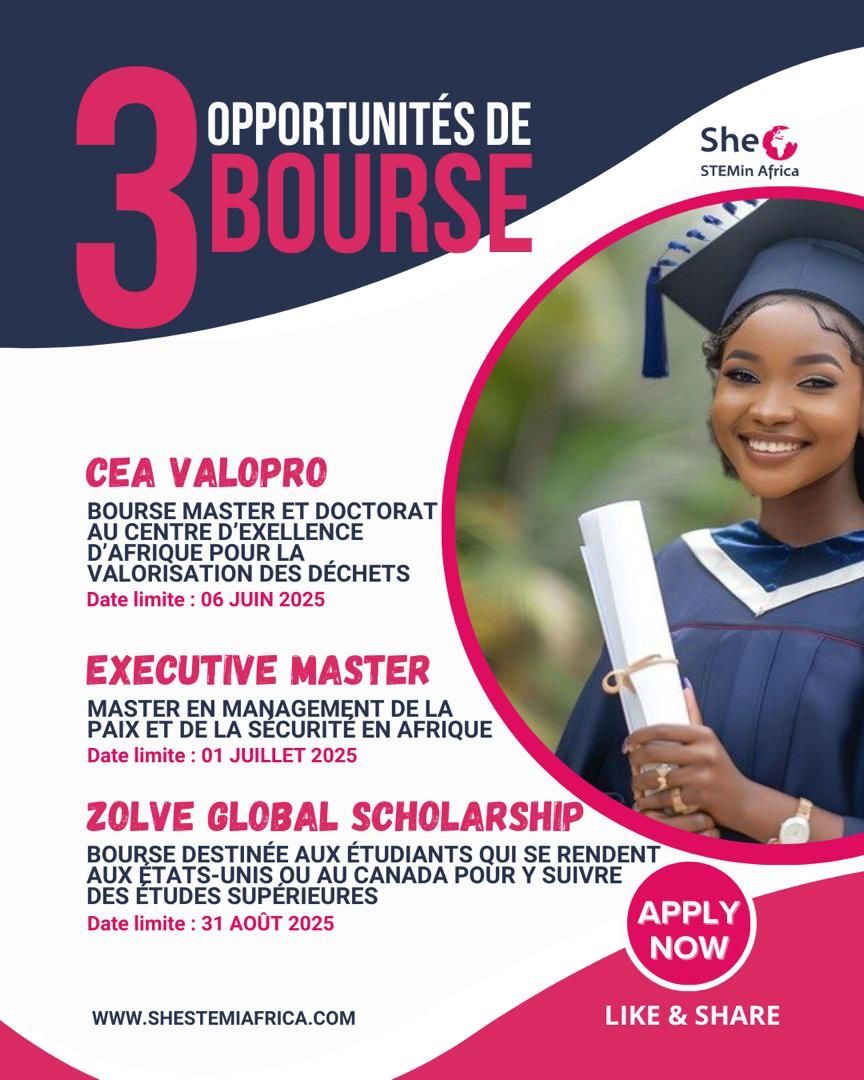 3
OPPORTUNITÉS DE
BOURSE
She
STEMin Africa
CEA VALOPRO
BOURSE MASTER ET DOCTORAT
AU CENTRE D'EXELLENCE
D'AFRIQUE POUR LA
VALORISATION DES DÉCHETS
Date limite : 06 JUIN 2025
EXECUTIVE MASTER
MASTER EN MANAGEMENT DE LA
PAIX ET DE LA SÉCURITÉ EN AFRIQUE
Date limite : 01 JUILLET 2025
ZOLVE GLOBAL SCHOLARSHIP
BOURSE DESTINÉE AUX ÉTUDIANTS QUI SE RENDENT
AUX ÉTATS-UNIS OU AU CANADA POUR Y SUIVRE
DES ÉTUDES SUPÉRIEURES
Date limite : 31 AOÛT 2025
APPLY
NOW
WWW.SHESTEMIAFRICA.COM
LIKE & SHARE